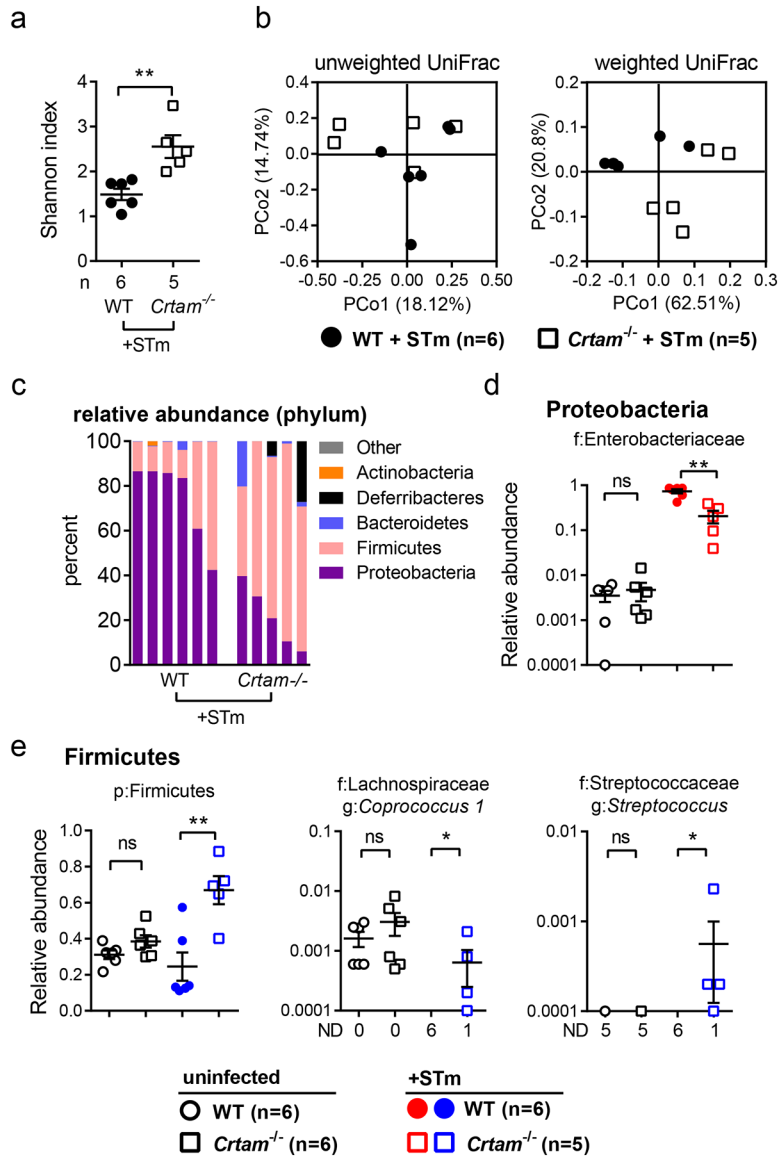 a
**
Shannon index
4
3
2
1
0
n 6 5
WT Crtam-/-
+STm
b
unweighted UniFrac
PCo2 (14.74%)
0.4
0.2
0.0
-0.2
-0.4
-0.6
-0.50 -0.25 0.00 0.25 0.50
PCo1 (18.12%)
weighted UniFrac
PCo2 (20.8%)
0.2
0.1
0.0
-0.1
-0.2
-0.2 -0.1 0.0 0.1 0.2 0.3
PCo1 (62.51%)
WT + STm (n=6)
Crtam-/- + STm (n=5)
c
relative abundance (phylum)
percent
100
80
60
40
20
0
WT Crtam-/-
+STm
Other
Actinobacteria
Deferribacteres
Bacteroidetes
Firmicutes
Proteobacteria
d
Proteobacteria
f:Enterobacteriaceae
ns
**
Relative abundance
1
0.1
0.01
0.001
0.0001
e
Firmicutes
p:Firmicutes
ns
**
Relative abundance
1.0
0.8
0.6
0.4
0.2
0.0
f:Lachnospiraceae
g:Coprococcus 1
ns
*
0.1
0.01
0.001
0.0001
ND 0 0 6 1
f:Streptococcaceae
g:Streptococcus
ns
*
0.01
0.001
0.0001
ND 5 5 6 1
uninfected
WT (n=6)
Crtam-/- (n=6)
+STm
WT (n=6)
Crtam-/- (n=5)